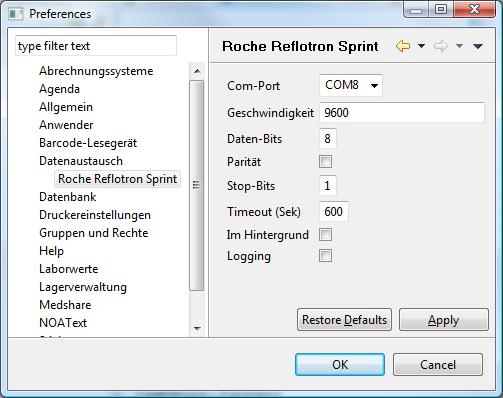 Preferences
type filter text
Abrechnungssysteme
Agenda
Allgemein
Anwender
Barcode-Lesegerät
Datenaustausch
Roche Reflotron Sprint
Datenbank
Druckereinstellungen
Gruppen und Rechte
Help
Laborwerte
Lagerverwaltung
Medshare
NOAText
Roche Reflotron Sprint
Com-Port COM8
Geschwindigkeit 9600
Daten-Bits 8
Parität
Stop-Bits 1
Timeout (Sek) 600
Im Hintergrund
Logging
Restore Defaults Apply
OK Cancel